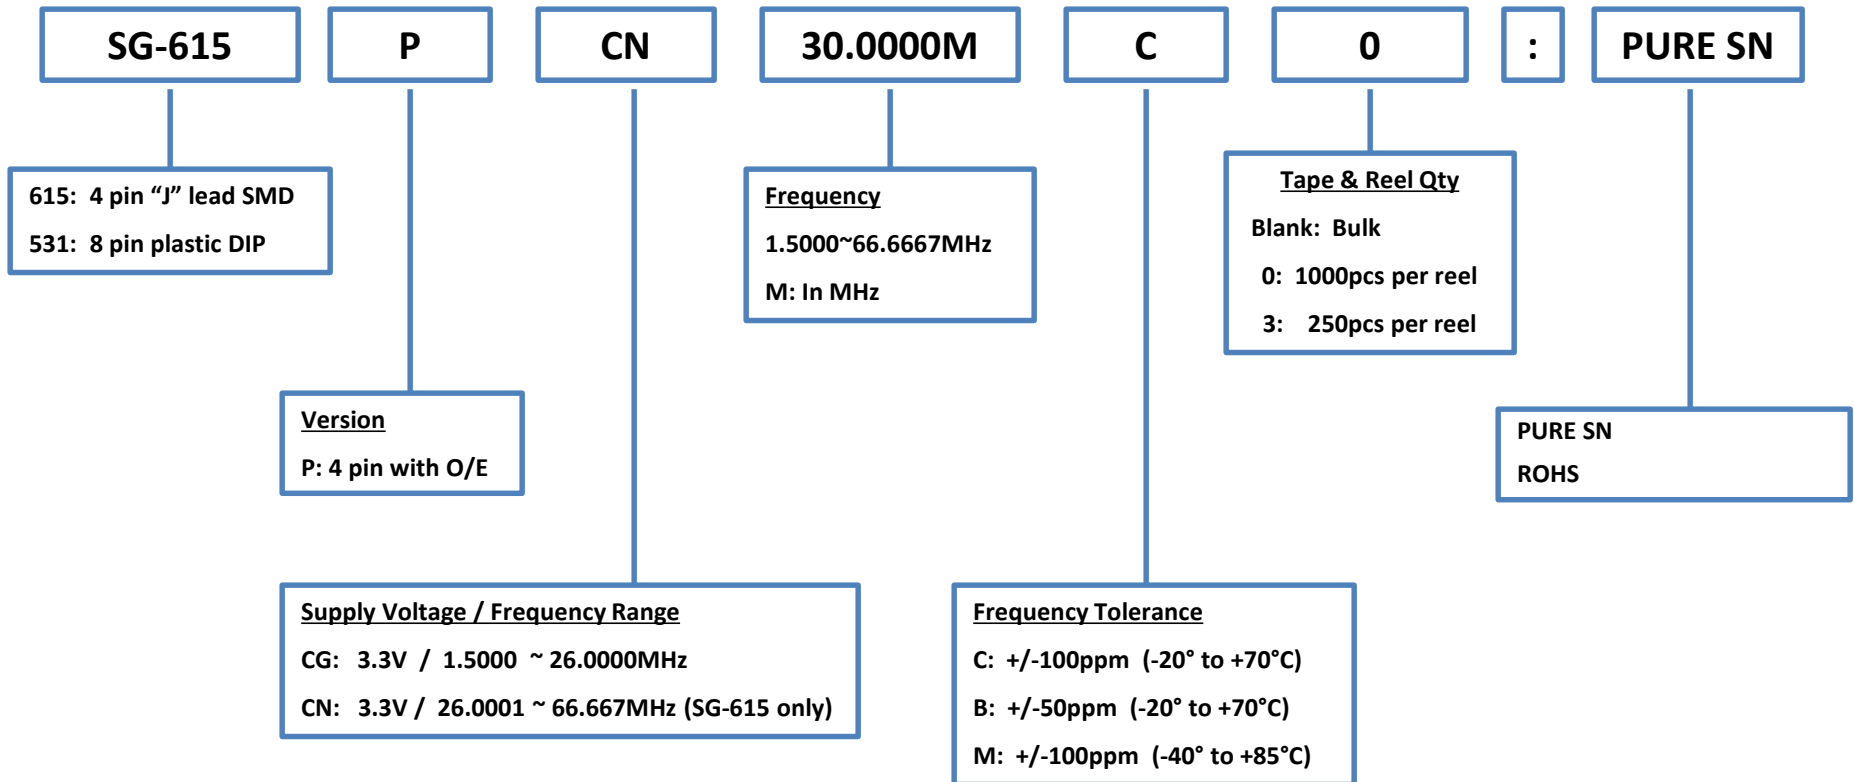 SG-615 P CN 30.0000M C 0 : PURE SN
615: 4 pin “J” lead SMD
531: 8 pin plastic DIP
Frequency
1.5000~66.6667MHz
M: In MHz
Tape & Reel Qty
Blank: Bulk
0: 1000pcs per reel
3: 250pcs per reel
Version
P: 4 pin with O/E
PURE SN
ROHS
Supply Voltage / Frequency Range
CG: 3.3V / 1.5000 ~ 26.0000MHz
CN: 3.3V / 26.0001 ~ 66.667MHz (SG-615 only)
Frequency Tolerance
C: +/-100ppm (-20° to +70°C)
B: +/-50ppm (-20° to +70°C)
M: +/-100ppm (-40° to +85°C)